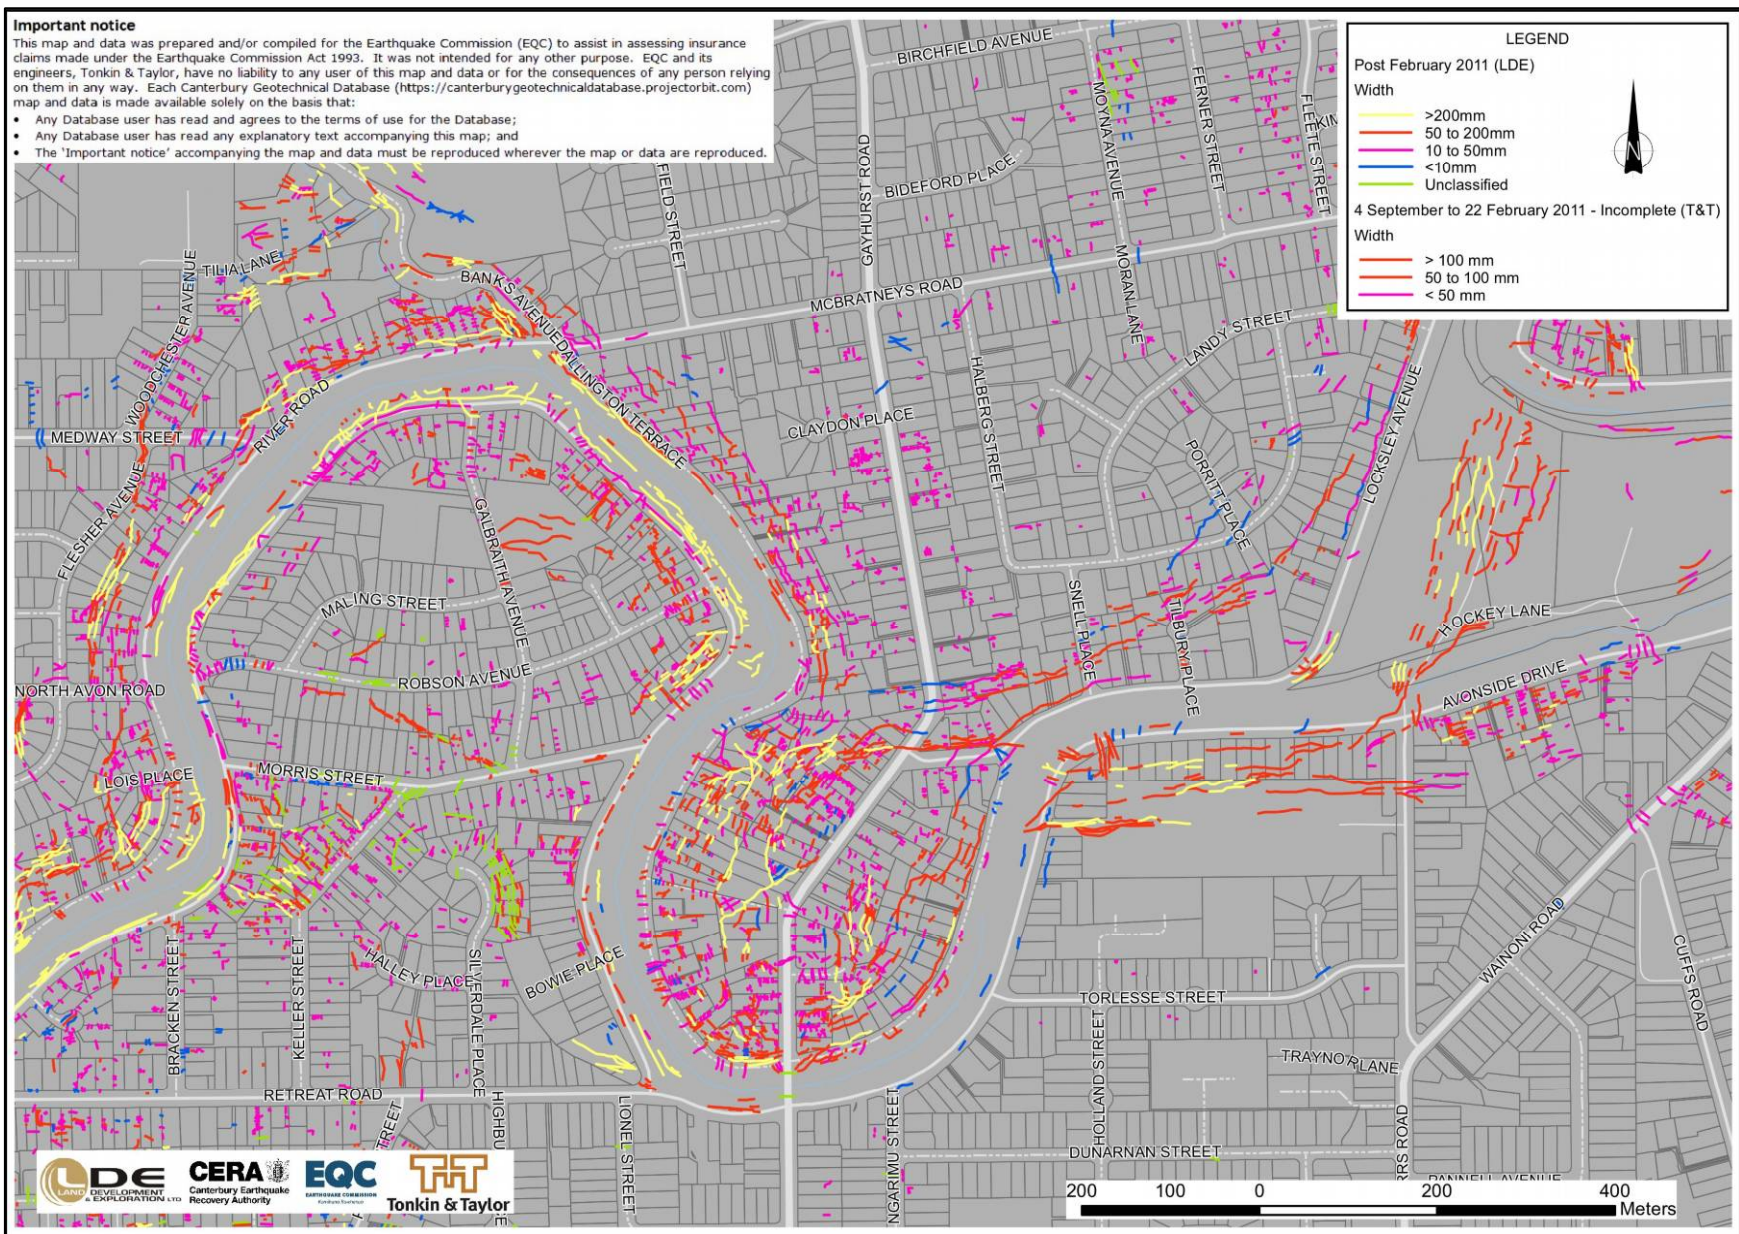 Important notice
This map and data was prepared and/or compiled for the Earthquake Commission (EQC) to assist in assessing insurance
claims made under the Earthquake Commission Act 1993. It was not intended for any other purpose. EQC and its
engineers, Tonkin & Taylor, have no liability to any user of this map and data or for the consequences of any person relying
on them in any way. Each Canterbury Geotechnical Database (https://canterburygeotechnicaldatabase.projectorbit.com)
map and data is made available solely on the basis that:
• Any Database user has read and agrees to the terms of use for the Database;
• Any Database user has read any explanatory text accompanying this map; and
• The 'Important notice' accompanying the map and data must be reproduced wherever the map or data are reproduced.
LEGEND
Post February 2011 (LDE)
Width
>200mm
50 to 200mm
10 to 50mm
<10mm
Unclassified
4 September to 22 February 2011 - Incomplete (T&T)
Width
> 100 mm
50 to 100 mm
< 50 mm
N
BIRCHFIELD AVENUE
MOYNA AVENUE
FERNER STREET
FLEETE STREET
KIM
BIDEFORD PLACE
GAYHURST ROAD
FIELD STREET
TILIA LANE
BANKS AVENUE
MCBRATNEYS ROAD
MORAN LANE
LANDY STREET
WOODCHESTER AVENUE
DALLINGTON TERRACE
RIVER ROAD
MEDWAY STREET
CLAYDON PLACE
HALBERG STREET
PORRITT PLACE
LOCKSLEY AVENUE
FLESHER AVENUE
GALBRAITH AVENUE
MALING STREET
SNELL PLACE
TILBURY PLACE
HOCKEY LANE
NORTH AVON ROAD
ROBSON AVENUE
AVONSIDE DRIVE
LOIS PLACE
MORRIS STREET
WAINONI ROAD
CUFFS ROAD
BRACKEN STREET
KELLER STREET
HALLEY PLACE
SILVERDALE PLACE
BOWIE PLACE
TORLESSE STREET
HOLLAND STREET
TRAYNOR LANE
RETREAT ROAD
TREET
HIGHBU
LIONEL STREET
NGARIMU STREET
DUNARNAN STREET
RS ROAD
PANNELL AVENUE
LDE
LAND DEVELOPMENT
& EXPLORATION LTD
CERA
Canterbury Earthquake
Recovery Authority
EQC
EARTHQUAKE COMMISSION
T+T
Tonkin & Taylor
200 100 0 200 400
Meters